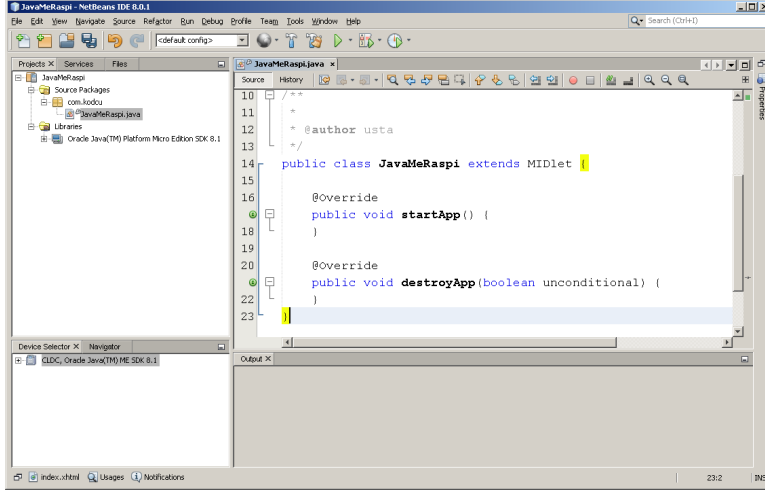 JavaMeRaspi - NetBeans IDE 8.0.1
File Edit View Navigate Source Refactor Run Debug Profile Team Tools Window Help
Search (Ctrl+I)
<default config>
Projects Services Files
JavaMeRaspi
Source Packages
com.kodcu
JavaMeRaspi.java
Libraries
Oracle Java(TM) Platform Micro Edition SDK 8.1
Device Selector Navigator
CLDC, Oracle Java(TM) ME SDK 8.1
JavaMeRaspi.java
Source History
10 /**
11 *
12 * @author usta
13 */
14 public class JavaMeRaspi extends MIDlet {
15
16 @Override
public void startApp() {
18 }
19
20 @Override
public void destroyApp(boolean unconditional) {
22 }
23 }
Properties
Output
index.xhtml Usages Notifications
23:2
INS